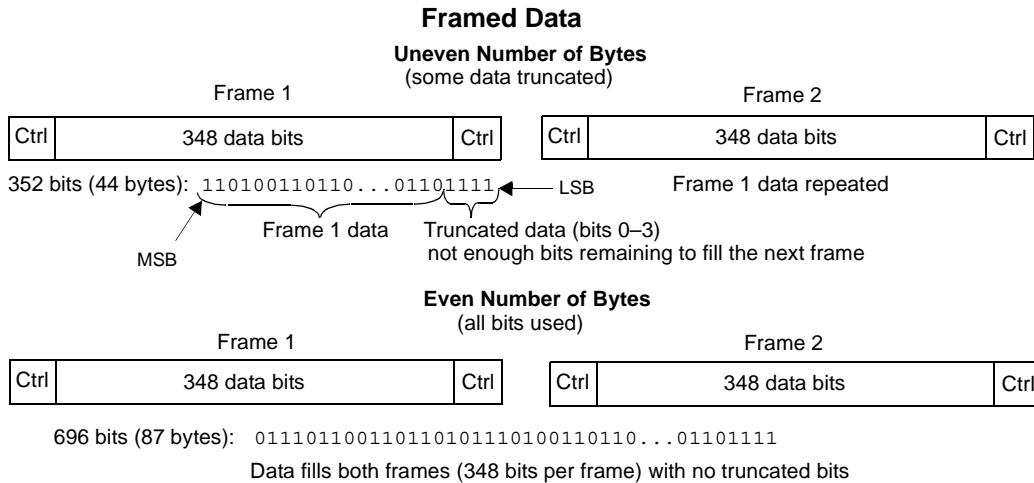 Framed Data
Uneven Number of Bytes
(some data truncated)
Frame 1
Frame 2
Ctrl 348 data bits Ctrl
Ctrl 348 data bits Ctrl
352 bits (44 bytes): 110100110110...01101111
LSB
Frame 1 data repeated
Frame 1 data
Truncated data (bits 0–3)
not enough bits remaining to fill the next frame
MSB
Even Number of Bytes
(all bits used)
Frame 1
Frame 2
Ctrl 348 data bits Ctrl
Ctrl 348 data bits Ctrl
696 bits (87 bytes): 0111011001101101011101001101​10...01101111
Data fills both frames (348 bits per frame) with no truncated bits